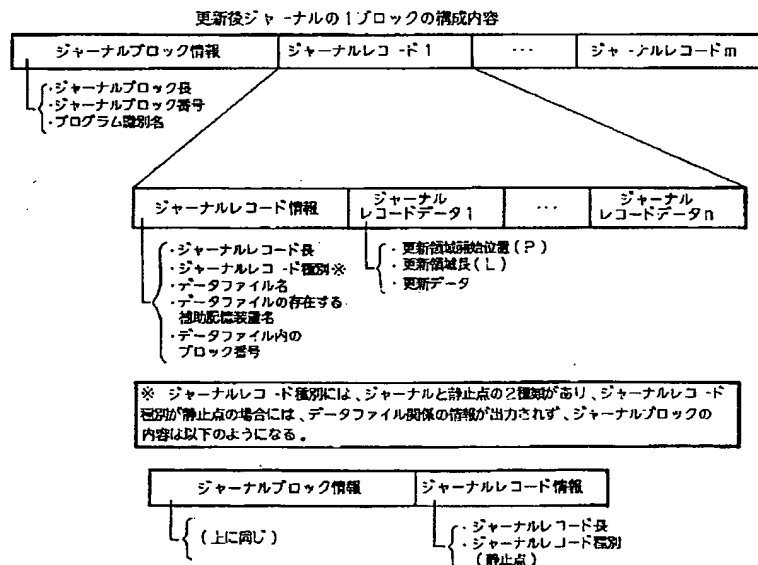 更新後ジャーナルの1ブロックの構成内容
ジャーナルブロック情報 ジャーナルレコード1 ... ジャーナルレコードm
・ジャーナルブロック長
・ジャーナルブロック番号
・プログラム識別名
ジャーナルレコード情報 ジャーナルレコードデータ1 ... ジャーナルレコードデータn
・ジャーナルレコード長
・ジャーナルレコード種別※
・データファイル名
・データファイルの存在する
補助記憶装置名
・データファイル内の
ブロック番号
・更新領域開始位置(P)
・更新領域長(L)
・更新データ
※ ジャーナルレコード種別には、ジャーナルと静止点の2種類があり、ジャーナルレコード
種別が静止点の場合には、データファイル関係の情報が出力されず、ジャーナルブロックの
内容は以下のようになる。
ジャーナルブロック情報 ジャーナルレコード情報
(上に同じ)
・ジャーナルレコード長
・ジャーナルレコード種別
(静止点)